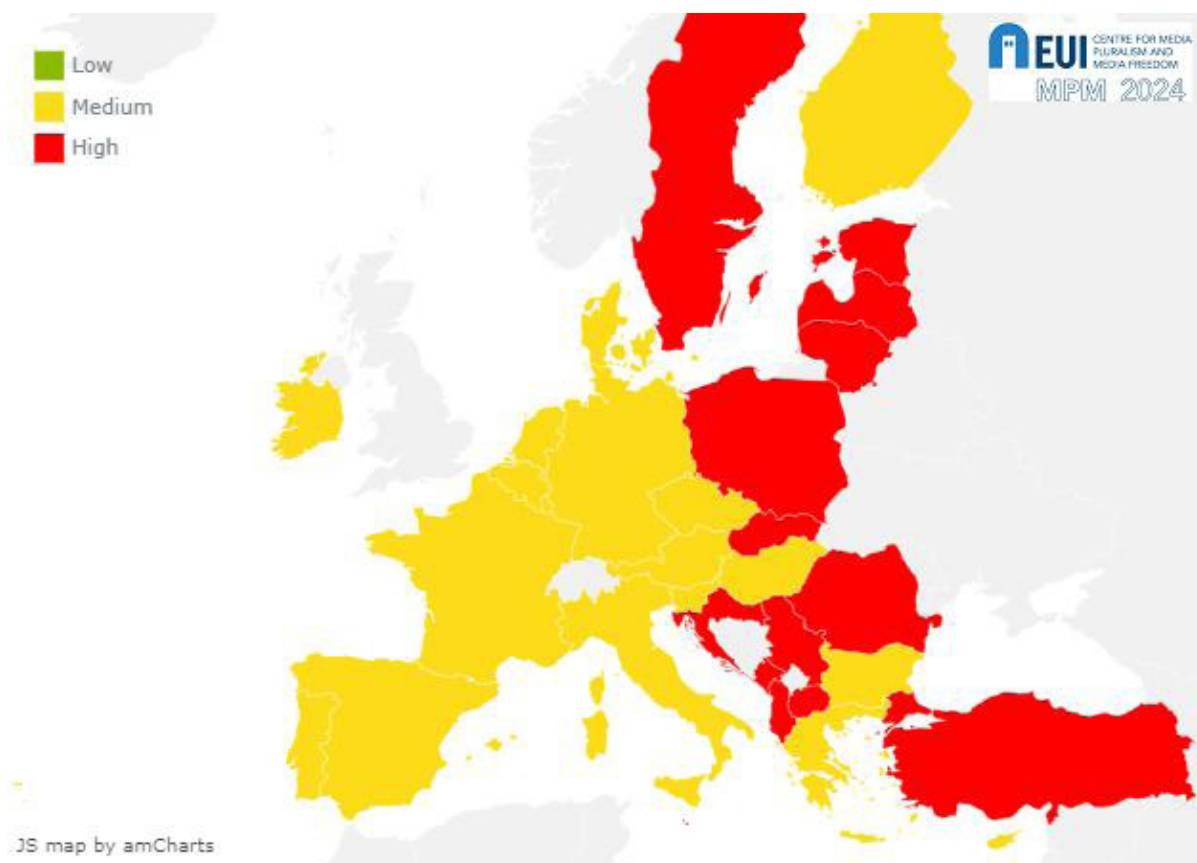 Low
Medium
High
EUI
CENTRE FOR MEDIA
PLURALISM AND
MEDIA FREEDOM
MPM 2024
JS map by amCharts